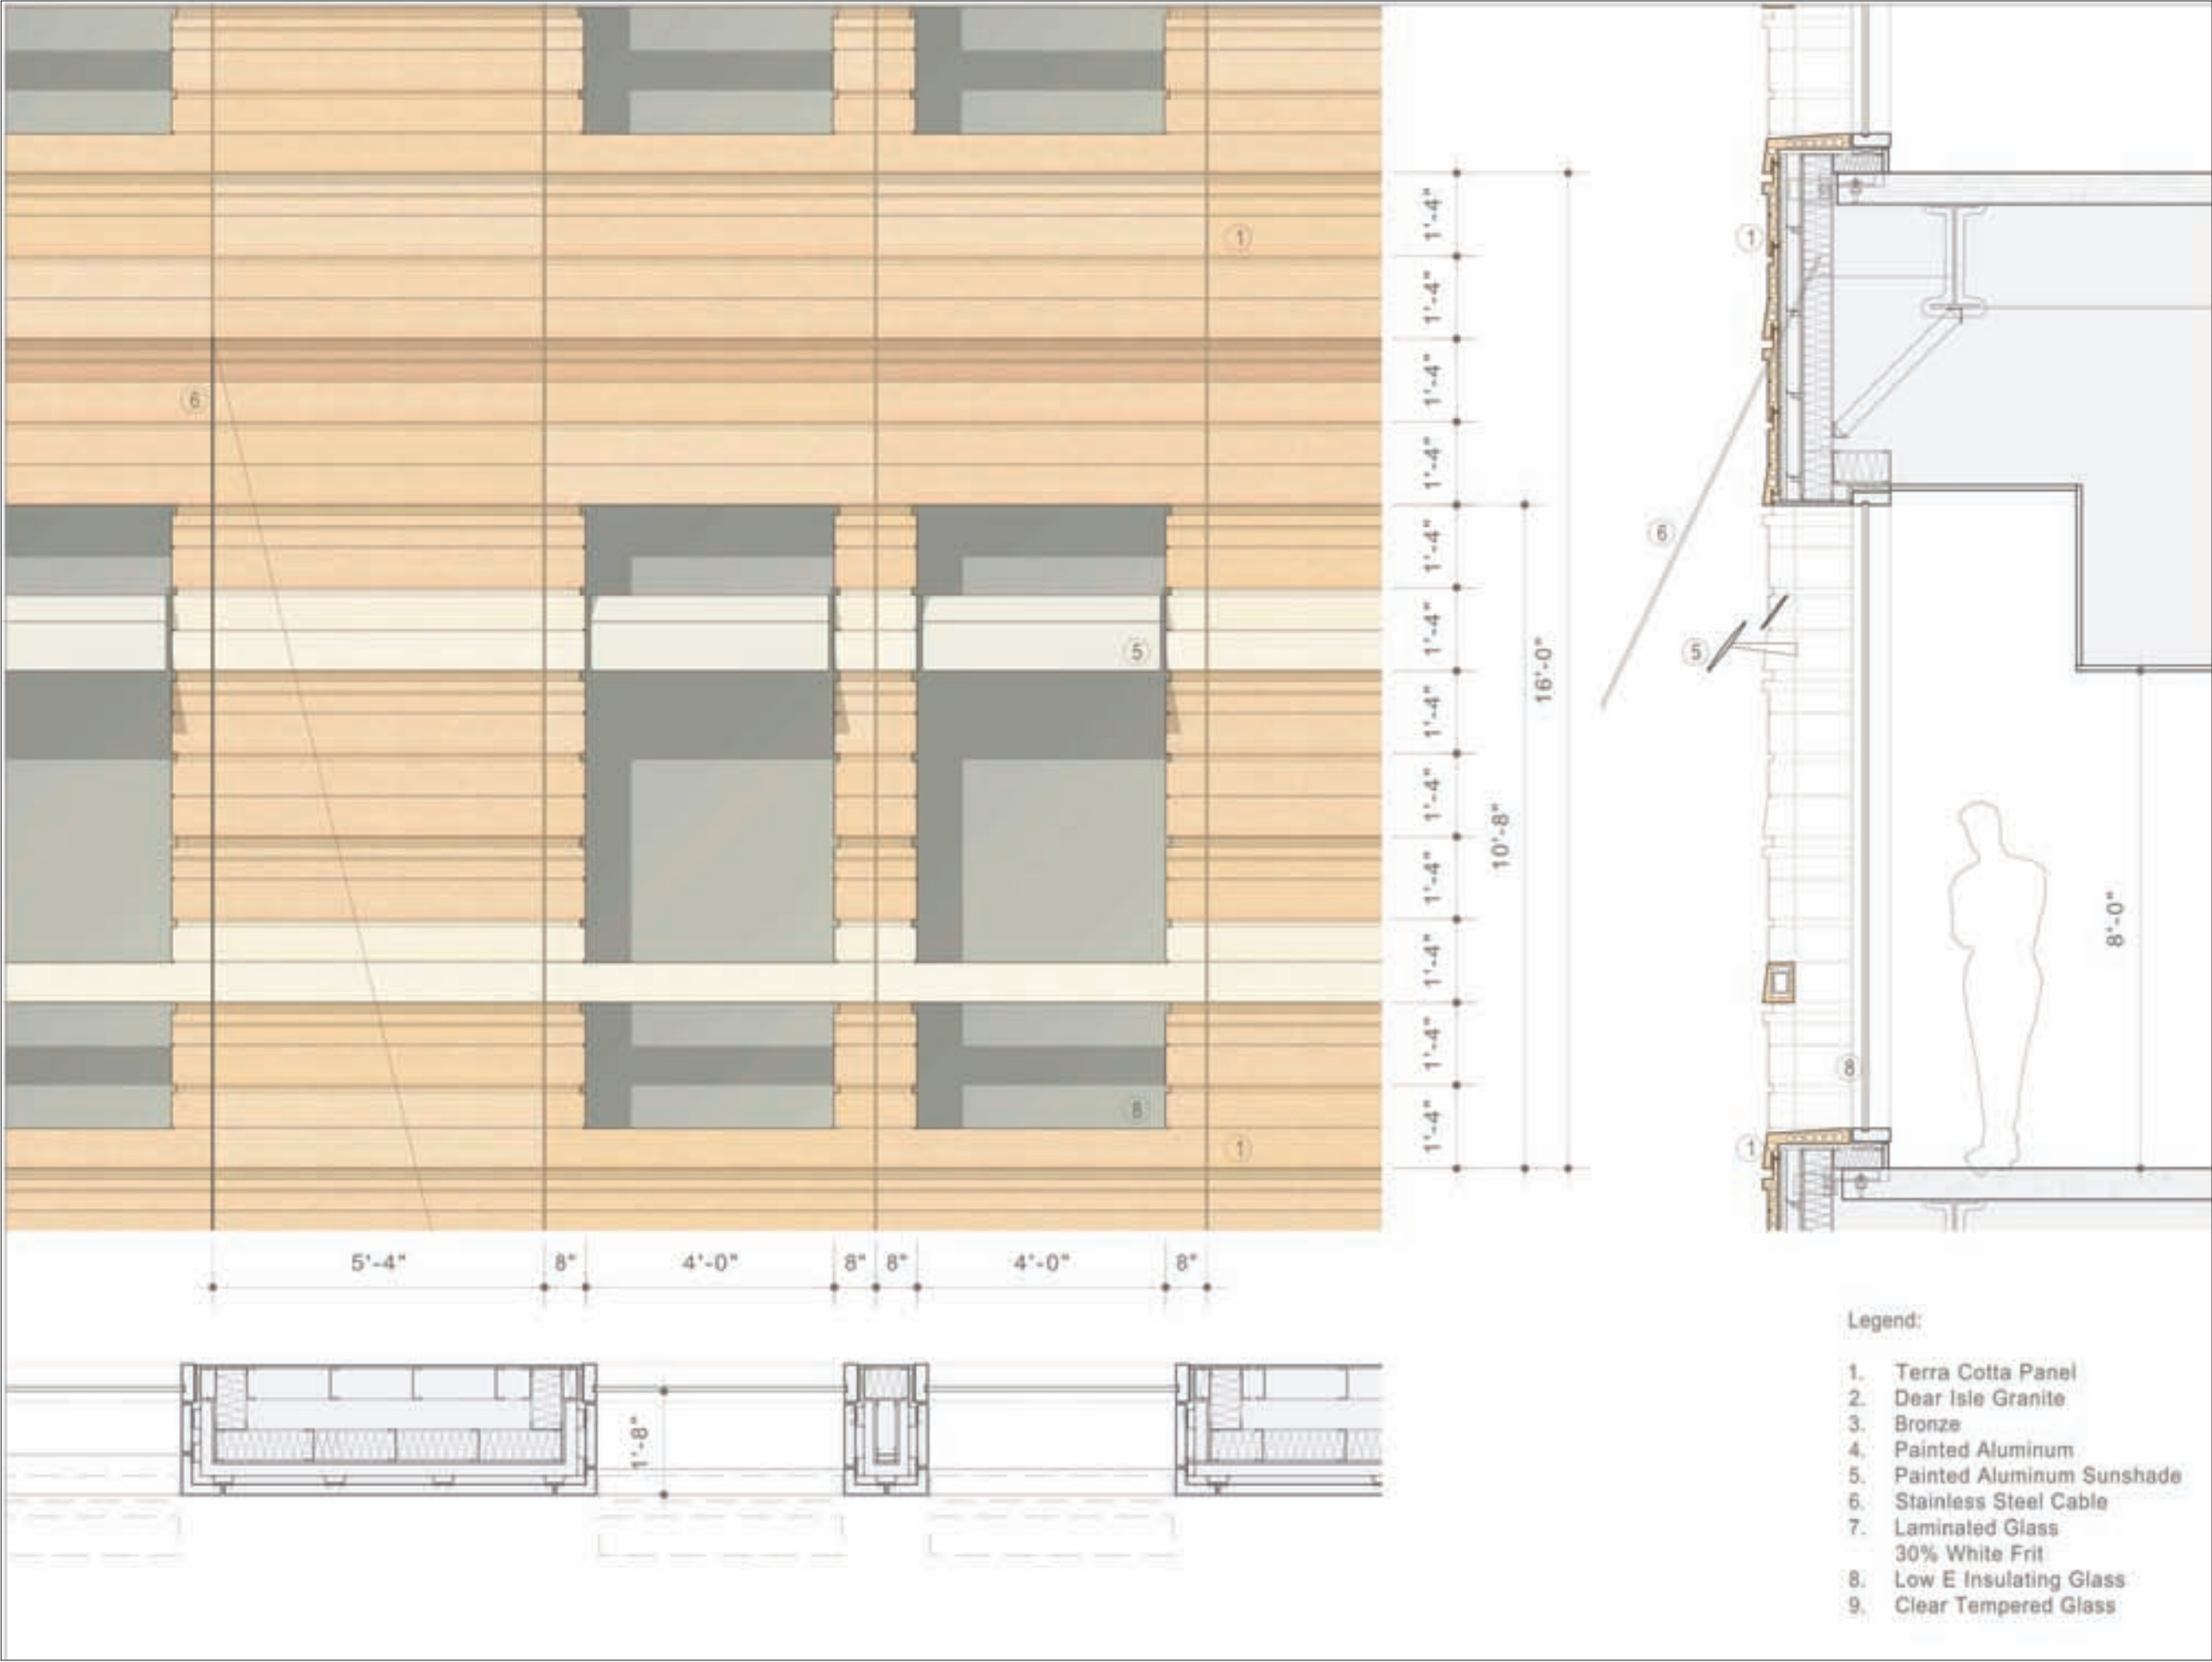 1
1
6
6
5
5
8
8
1
1
1'-4"
1'-4"
1'-4"
1'-4"
1'-4"
1'-4"
1'-4"
1'-4"
1'-4"
1'-4"
1'-4"
1'-4"
10'-8"
16'-0"
8'-0"
5'-4" 8" 4'-0" 8" 8" 4'-0" 8"
1'-8"
Legend:
1. Terra Cotta Panel
2. Dear Isle Granite
3. Bronze
4. Painted Aluminum
5. Painted Aluminum Sunshade
6. Stainless Steel Cable
7. Laminated Glass
30% White Frit
8. Low E Insulating Glass
9. Clear Tempered Glass